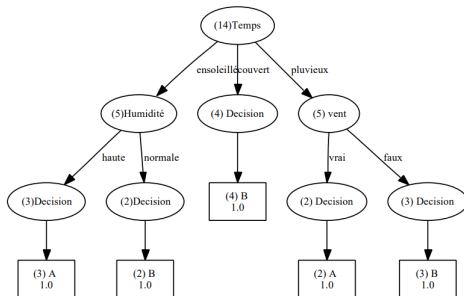 (14)Temps
ensoleillé couvert pluvieux
(5)Humidité (4) Decision (5) vent
haute normale vrai faux
(3)Decision (2)Decision (4) B
1.0 (2) Decision (3) Decision
(3) A
1.0
(2) B
1.0
(2) A
1.0
(3) B
1.0